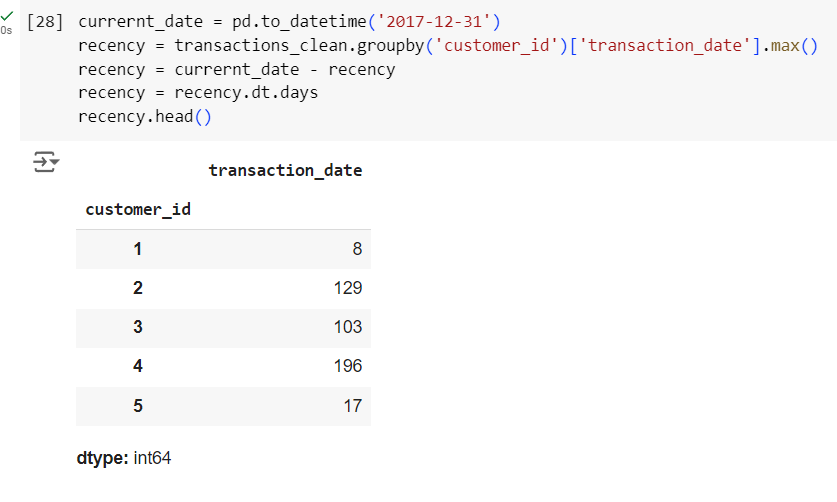 [28] currernt_date = pd.to_datetime('2017-12-31')
recency = transactions_clean.groupby('customer_id')['transaction_date'].max()
recency = currernt_date - recency
recency = recency.dt.days
recency.head()
0s
transaction_date
customer_id
1 8
2 129
3 103
4 196
5 17
dtype: int64